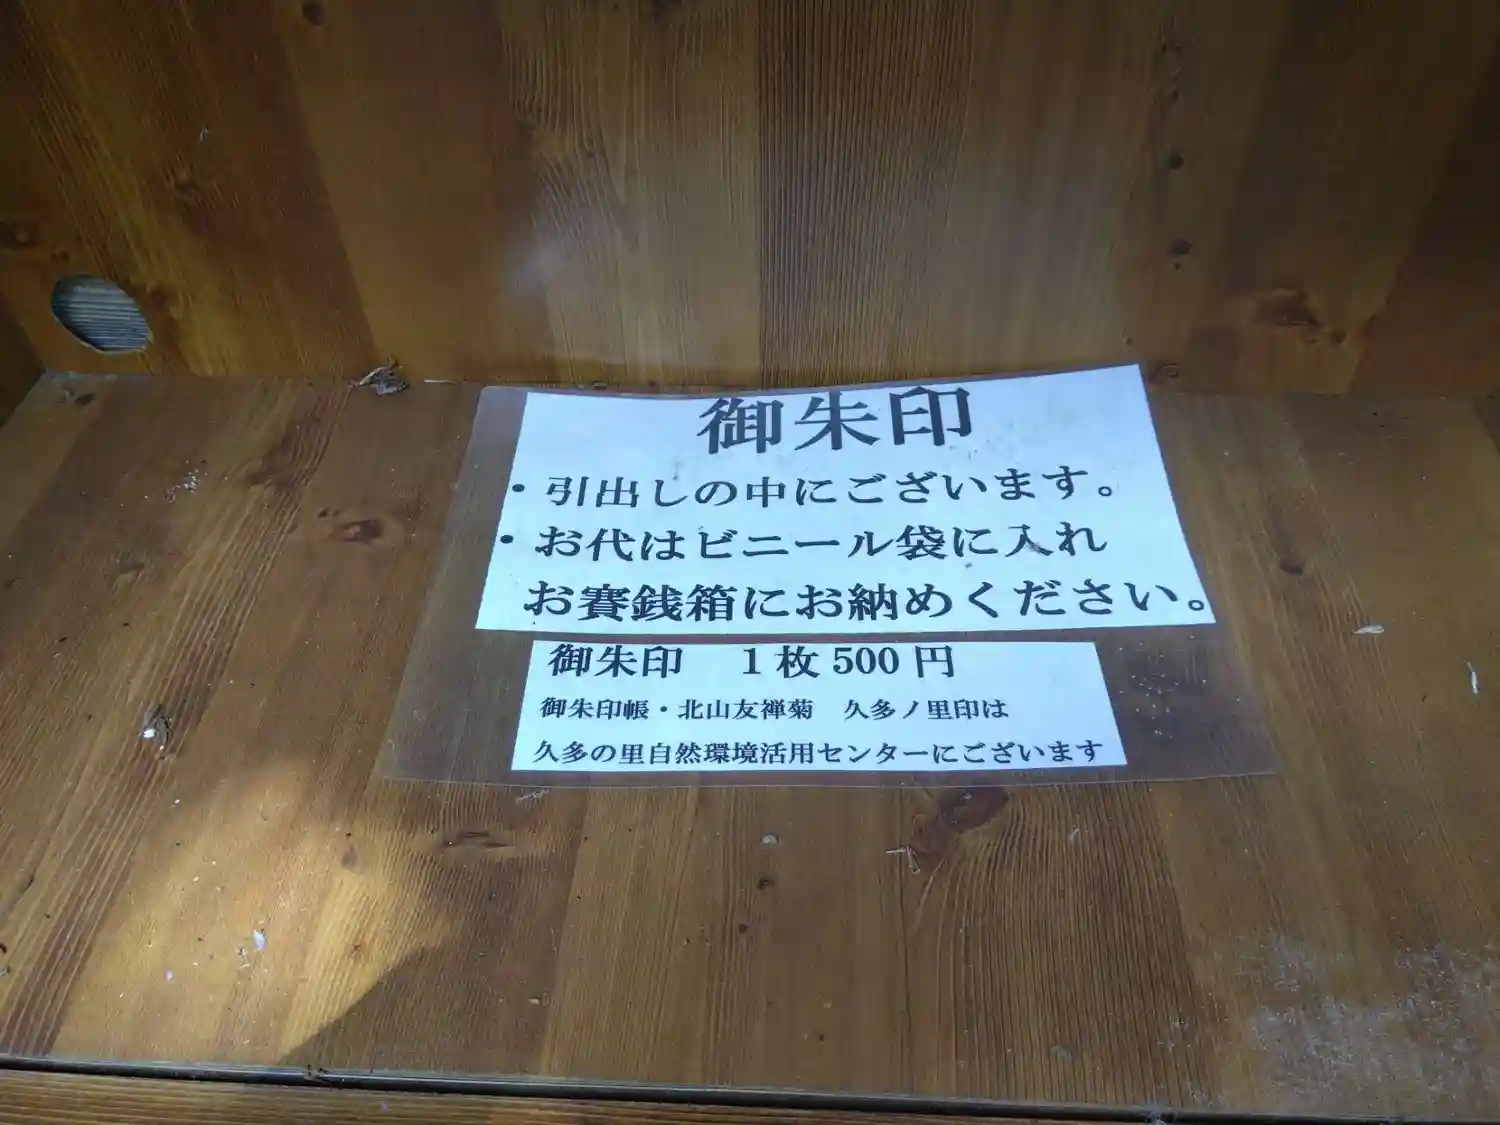 御朱印
・引出しの中にございます。
・お代はビニール袋に入れ
お賽銭箱にお納めください。
御朱印　1枚500円
御朱印帳・北山友禅菊　久多ノ里印は
久多の里自然環境活用センターにございます